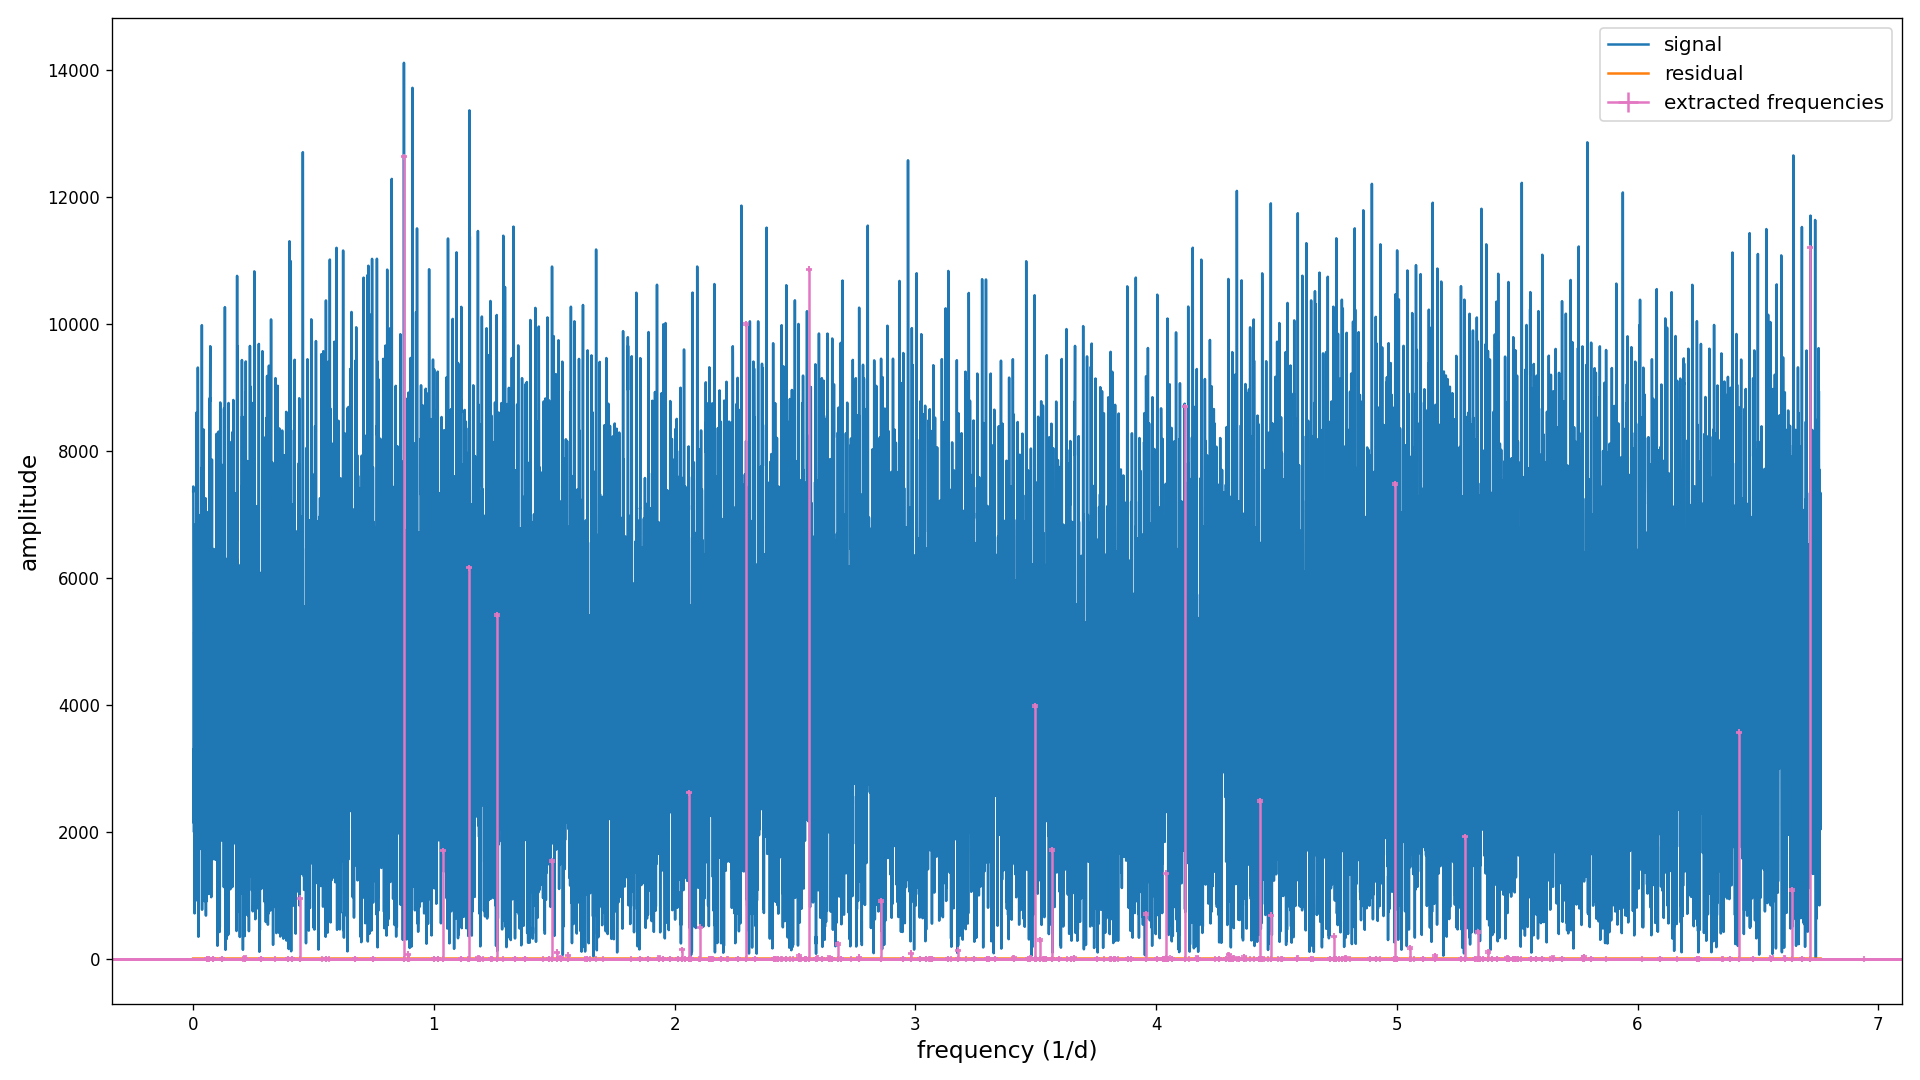 signal
residual
extracted frequencies
amplitude
14000
12000
10000
8000
6000
4000
2000
0
0 1 2 3 4 5 6 7
frequency (1/d)